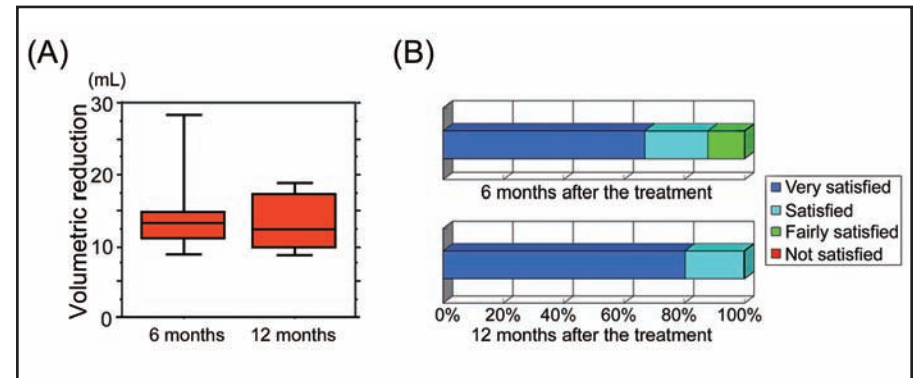 (A)
(mL)
Volumetric reduction
30
20
10
0
6 months 12 months
(B)
6 months after the treatment
0% 20% 40% 60% 80% 100%
12 months after the treatment
Very satisfied
Satisfied
Fairly satisfied
Not satisfied